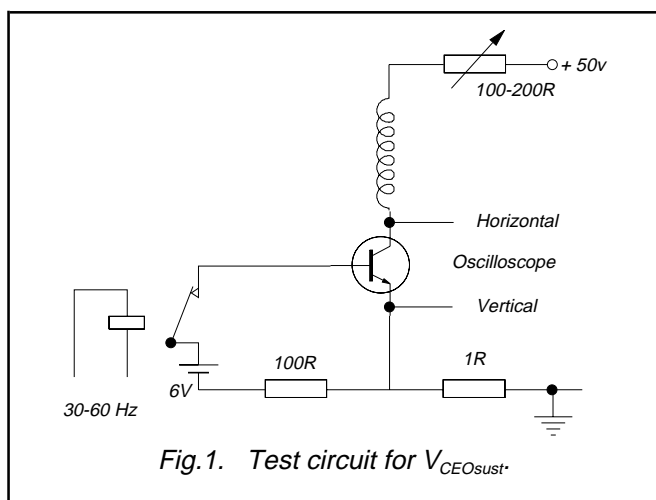 + 50v
100-200R
Horizontal
Oscilloscope
Vertical
100R
1R
6V
30-60 Hz
Fig.1. Test circuit for VCEOsust.